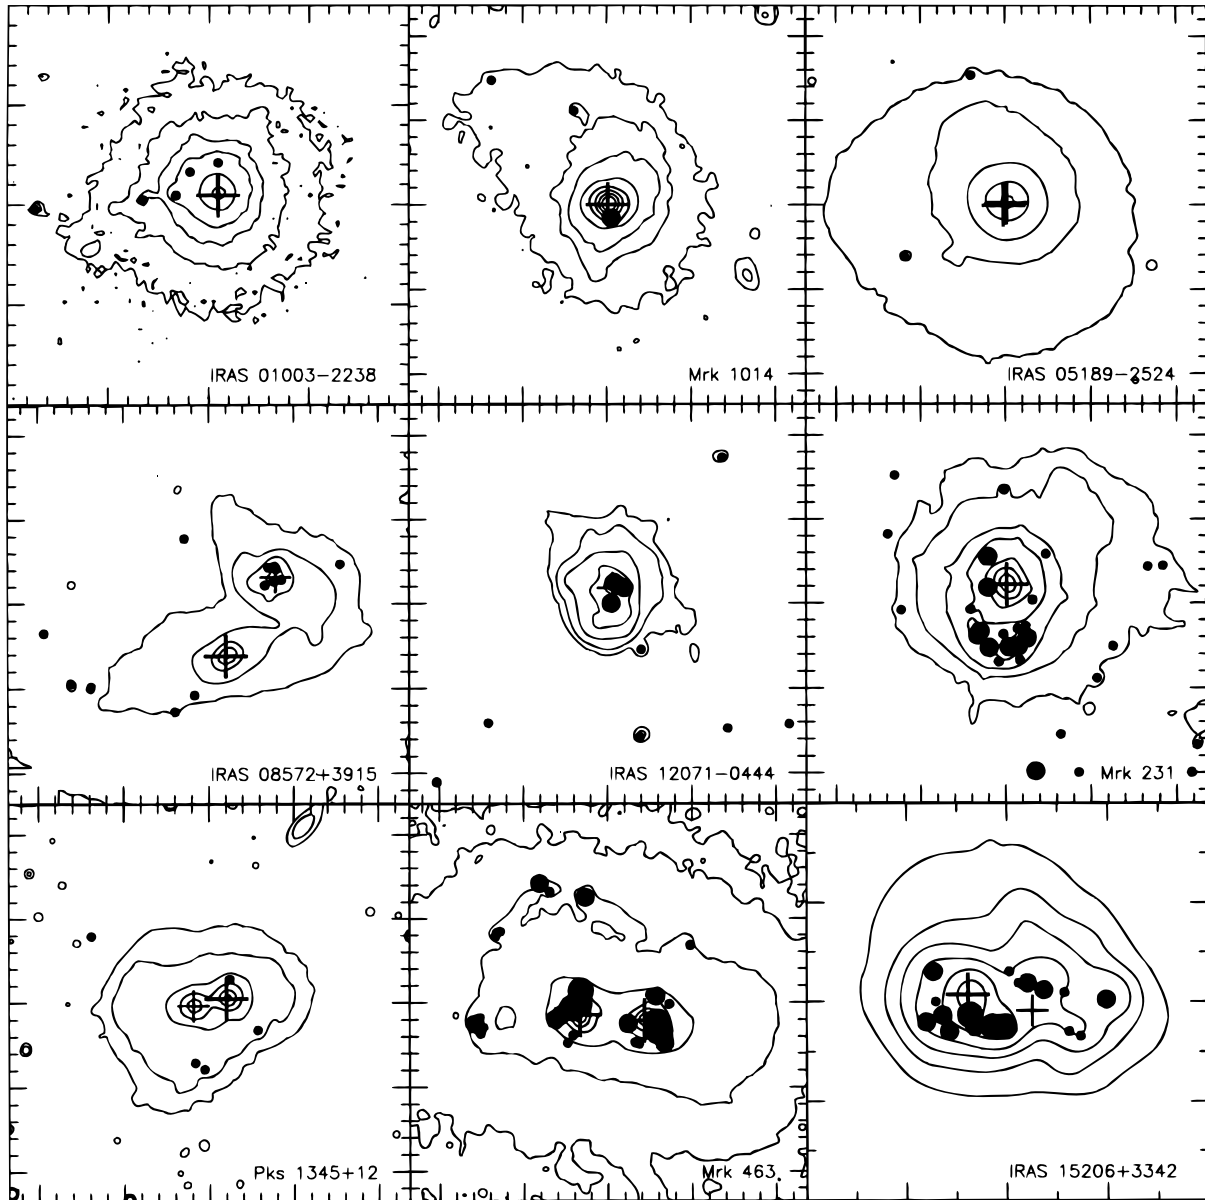 IRAS 01003-2238
Mrk 1014
IRAS 05189-2524
IRAS 08572+3915
IRAS 12071-0444
Mrk 231
Pks 1345+12
Mrk 463
IRAS 15206+3342